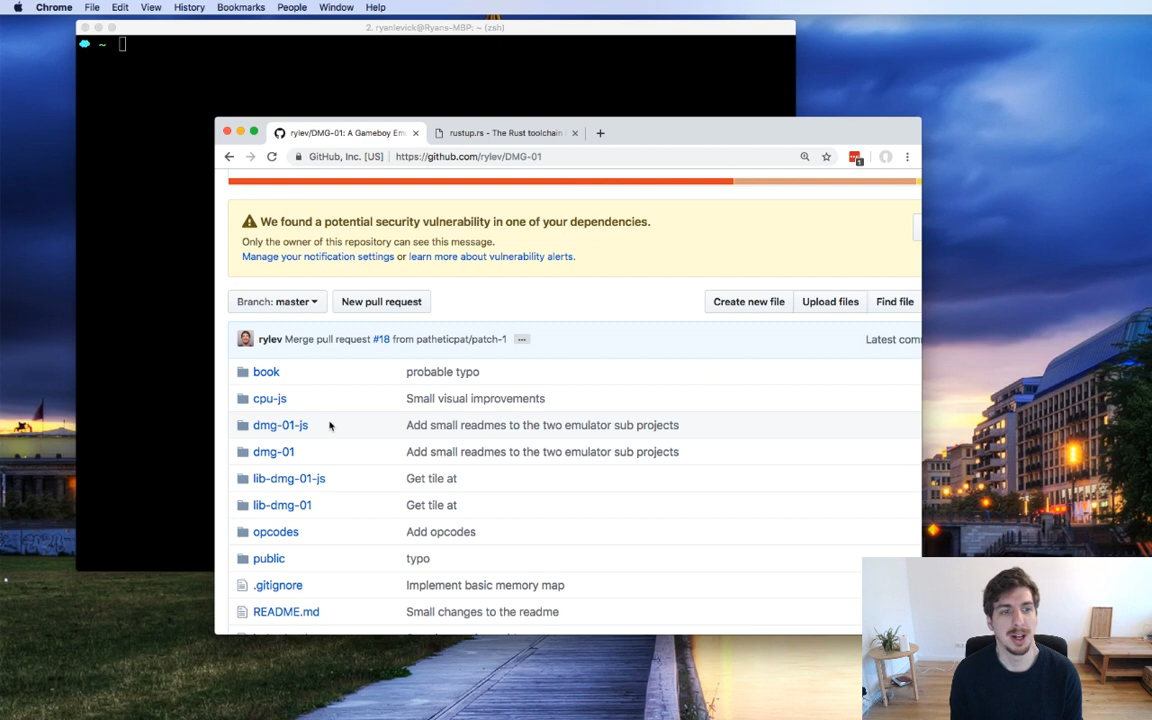 Chrome File Edit View History Bookmarks People Window Help
2. ryanlevick@Ryans-MBP: ~ (zsh)
~
rylev/DMG-01: A Gameboy Em
rustup.rs - The Rust toolchain
GitHub, Inc. [US] https://github.com/rylev/DMG-01
We found a potential security vulnerability in one of your dependencies.
Only the owner of this repository can see this message.
Manage your notification settings or learn more about vulnerability alerts.
Branch: master New pull request Create new file Upload files Find file
rylev Merge pull request #18 from patheticpat/patch-1 ... Latest com
book probable typo
cpu-js Small visual improvements
dmg-01-js Add small readmes to the two emulator sub projects
dmg-01 Add small readmes to the two emulator sub projects
lib-dmg-01-js Get tile at
lib-dmg-01 Get tile at
opcodes Add opcodes
public typo
.gitignore Implement basic memory map
README.md Small changes to the readme